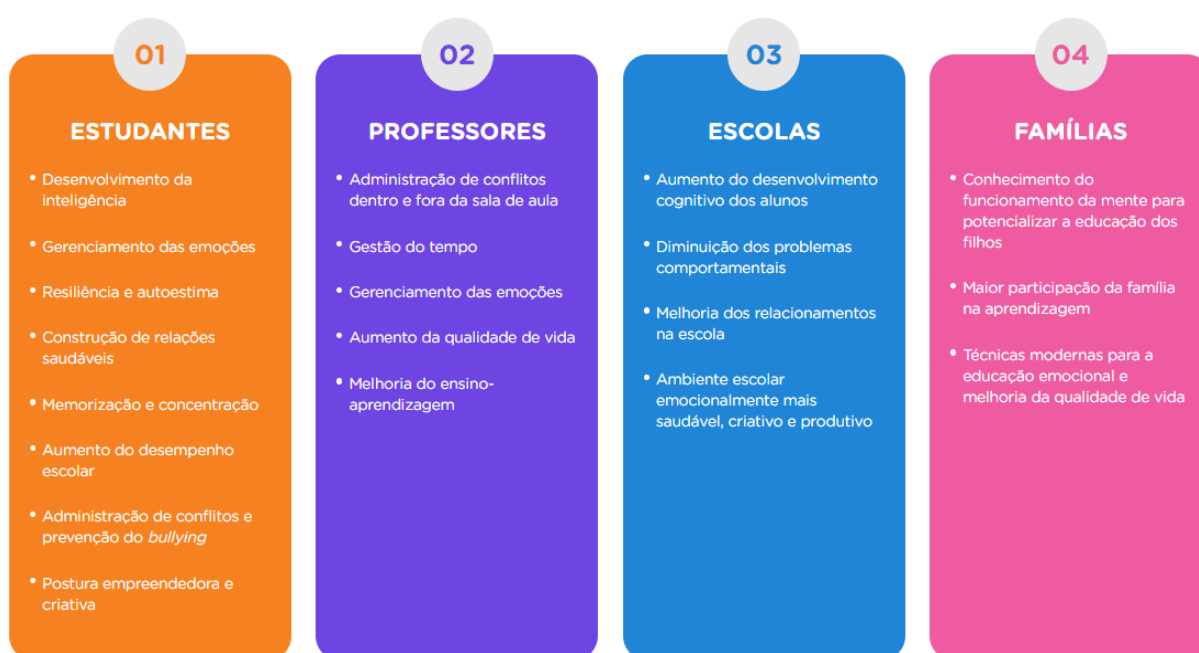 01
ESTUDANTES
• Desenvolvimento da
inteligência
• Gerenciamento das emoções
• Resiliência e autoestima
• Construção de relações
saudáveis
• Memorização e concentração
• Aumento do desempenho
escolar
• Administração de conflitos e
prevenção do bullying
• Postura empreendedora e
criativa
02
PROFESSORES
• Administração de conflitos
dentro e fora da sala de aula
• Gestão do tempo
• Gerenciamento das emoções
• Aumento da qualidade de vida
• Melhoria do ensino-
aprendizagem
03
ESCOLAS
• Aumento do desenvolvimento
cognitivo dos alunos
• Diminuição dos problemas
comportamentais
• Melhoria dos relacionamentos
na escola
• Ambiente escolar
emocionalmente mais
saudável, criativo e produtivo
04
FAMÍLIAS
• Conhecimento do
funcionamento da mente para
potencializar a educação dos
filhos
• Maior participação da família
na aprendizagem
• Técnicas modernas para a
educação emocional e
melhoria da qualidade de vida